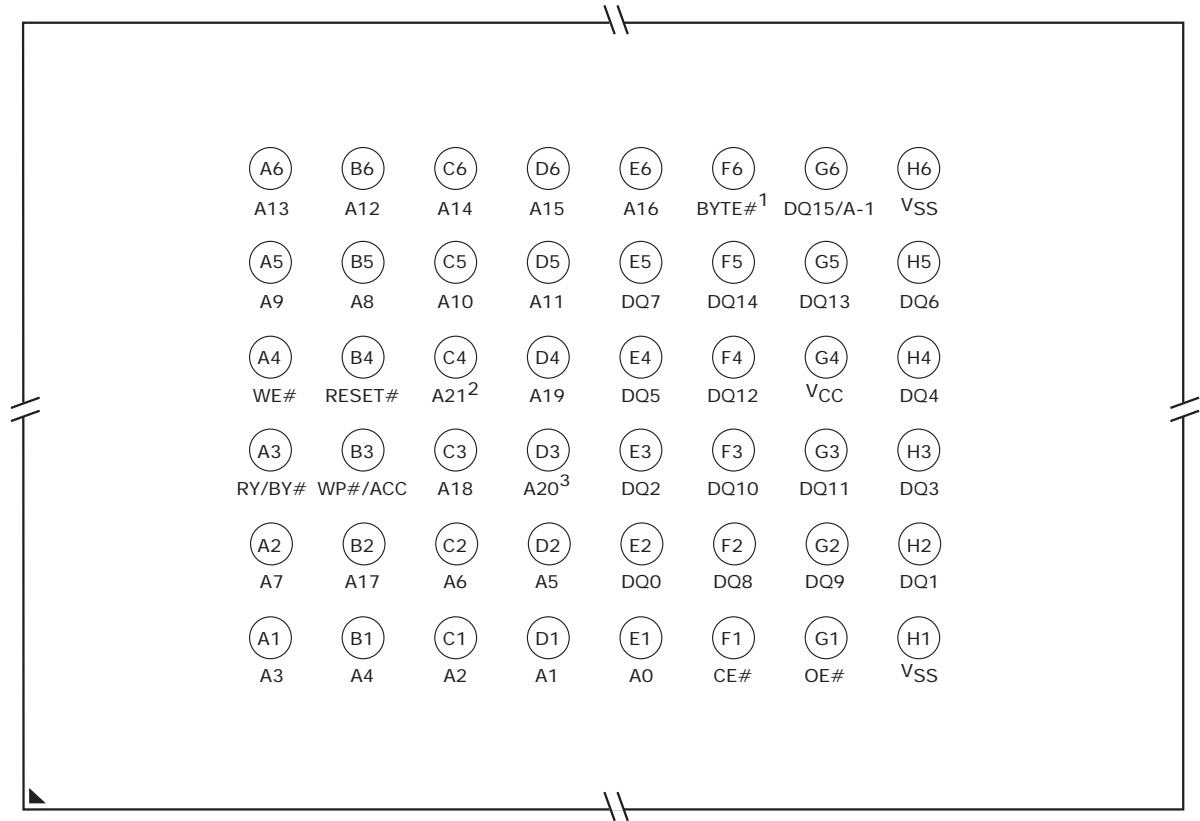 A6 B6 C6 D6 E6 F6 G6 H6
A13 A12 A14 A15 A16 BYTE#1 DQ15/A-1 VSS
A5 B5 C5 D5 E5 F5 G5 H5
A9 A8 A10 A11 DQ7 DQ14 DQ13 DQ6
A4 B4 C4 D4 E4 F4 G4 H4
WE# RESET# A212 A19 DQ5 DQ12 VCC DQ4
A3 B3 C3 D3 E3 F3 G3 H3
RY/BY# WP#/ACC A18 A203 DQ2 DQ10 DQ11 DQ3
A2 B2 C2 D2 E2 F2 G2 H2
A7 A17 A6 A5 DQ0 DQ8 DQ9 DQ1
A1 B1 C1 D1 E1 F1 G1 H1
A3 A4 A2 A1 A0 CE# OE# VSS